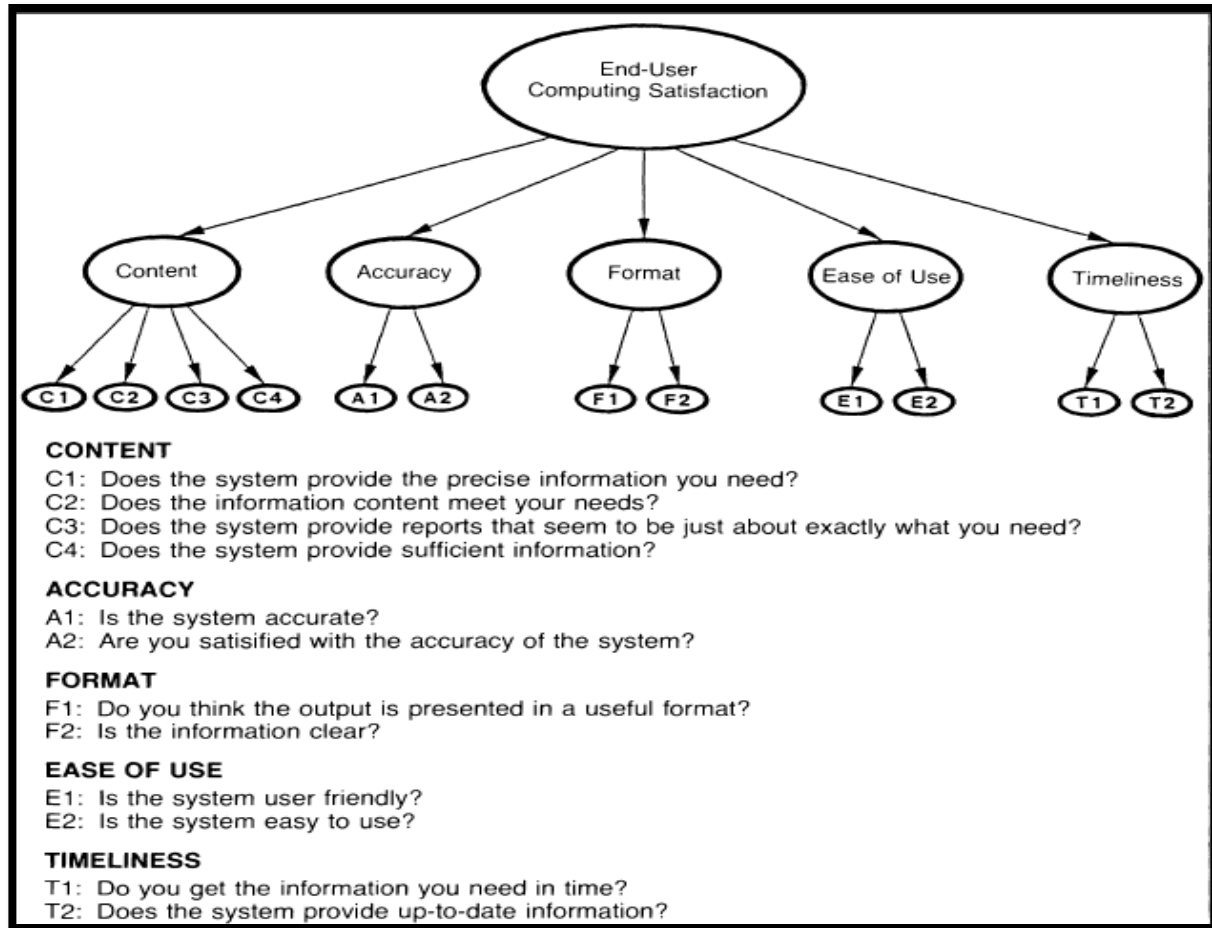 End-User
Computing Satisfaction
Content
Accuracy
Format
Ease of Use
Timeliness
C1
C2
C3
C4
A1
A2
F1
F2
E1
E2
T1
T2
CONTENT
C1: Does the system provide the precise information you need?
C2: Does the information content meet your needs?
C3: Does the system provide reports that seem to be just about exactly what you need?
C4: Does the system provide sufficient information?
ACCURACY
A1: Is the system accurate?
A2: Are you satisified with the accuracy of the system?
FORMAT
F1: Do you think the output is presented in a useful format?
F2: Is the information clear?
EASE OF USE
E1: Is the system user friendly?
E2: Is the system easy to use?
TIMELINESS
T1: Do you get the information you need in time?
T2: Does the system provide up-to-date information?